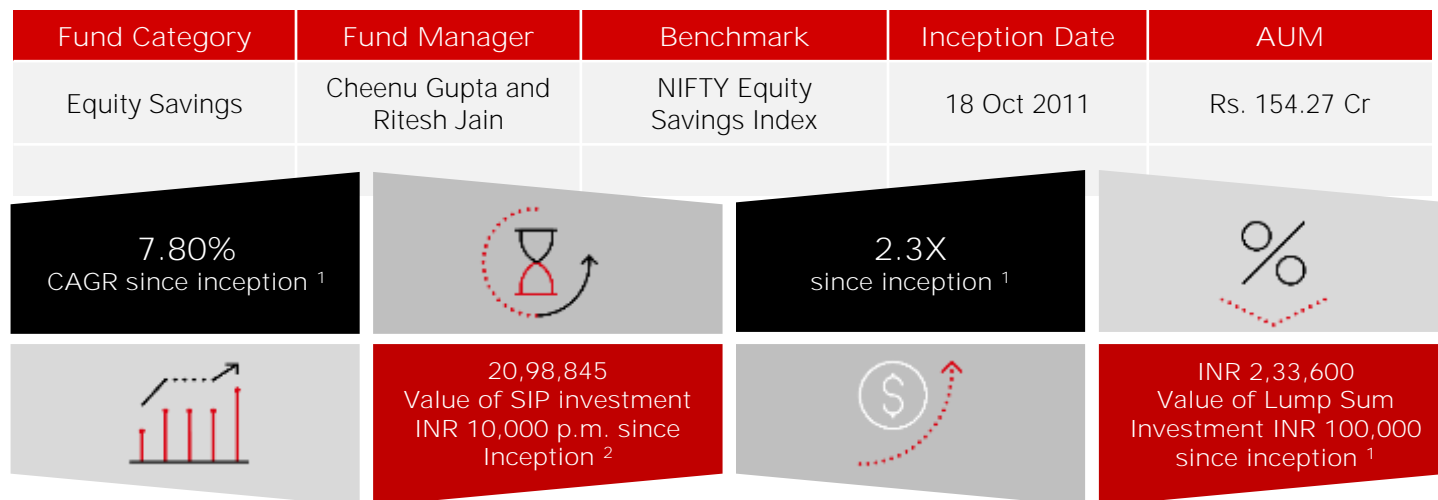 Fund Category
Fund Manager
Benchmark
Inception Date
AUM
Equity Savings
Cheenu Gupta and
Ritesh Jain
NIFTY Equity
Savings Index
18 Oct 2011
Rs. 154.27 Cr
7.80%
CAGR since inception 1
2.3X
since inception 1
20,98,845
Value of SIP investment
INR 10,000 p.m. since
Inception 2
$
INR 2,33,600
Value of Lump Sum
Investment INR 100,000
since inception 1